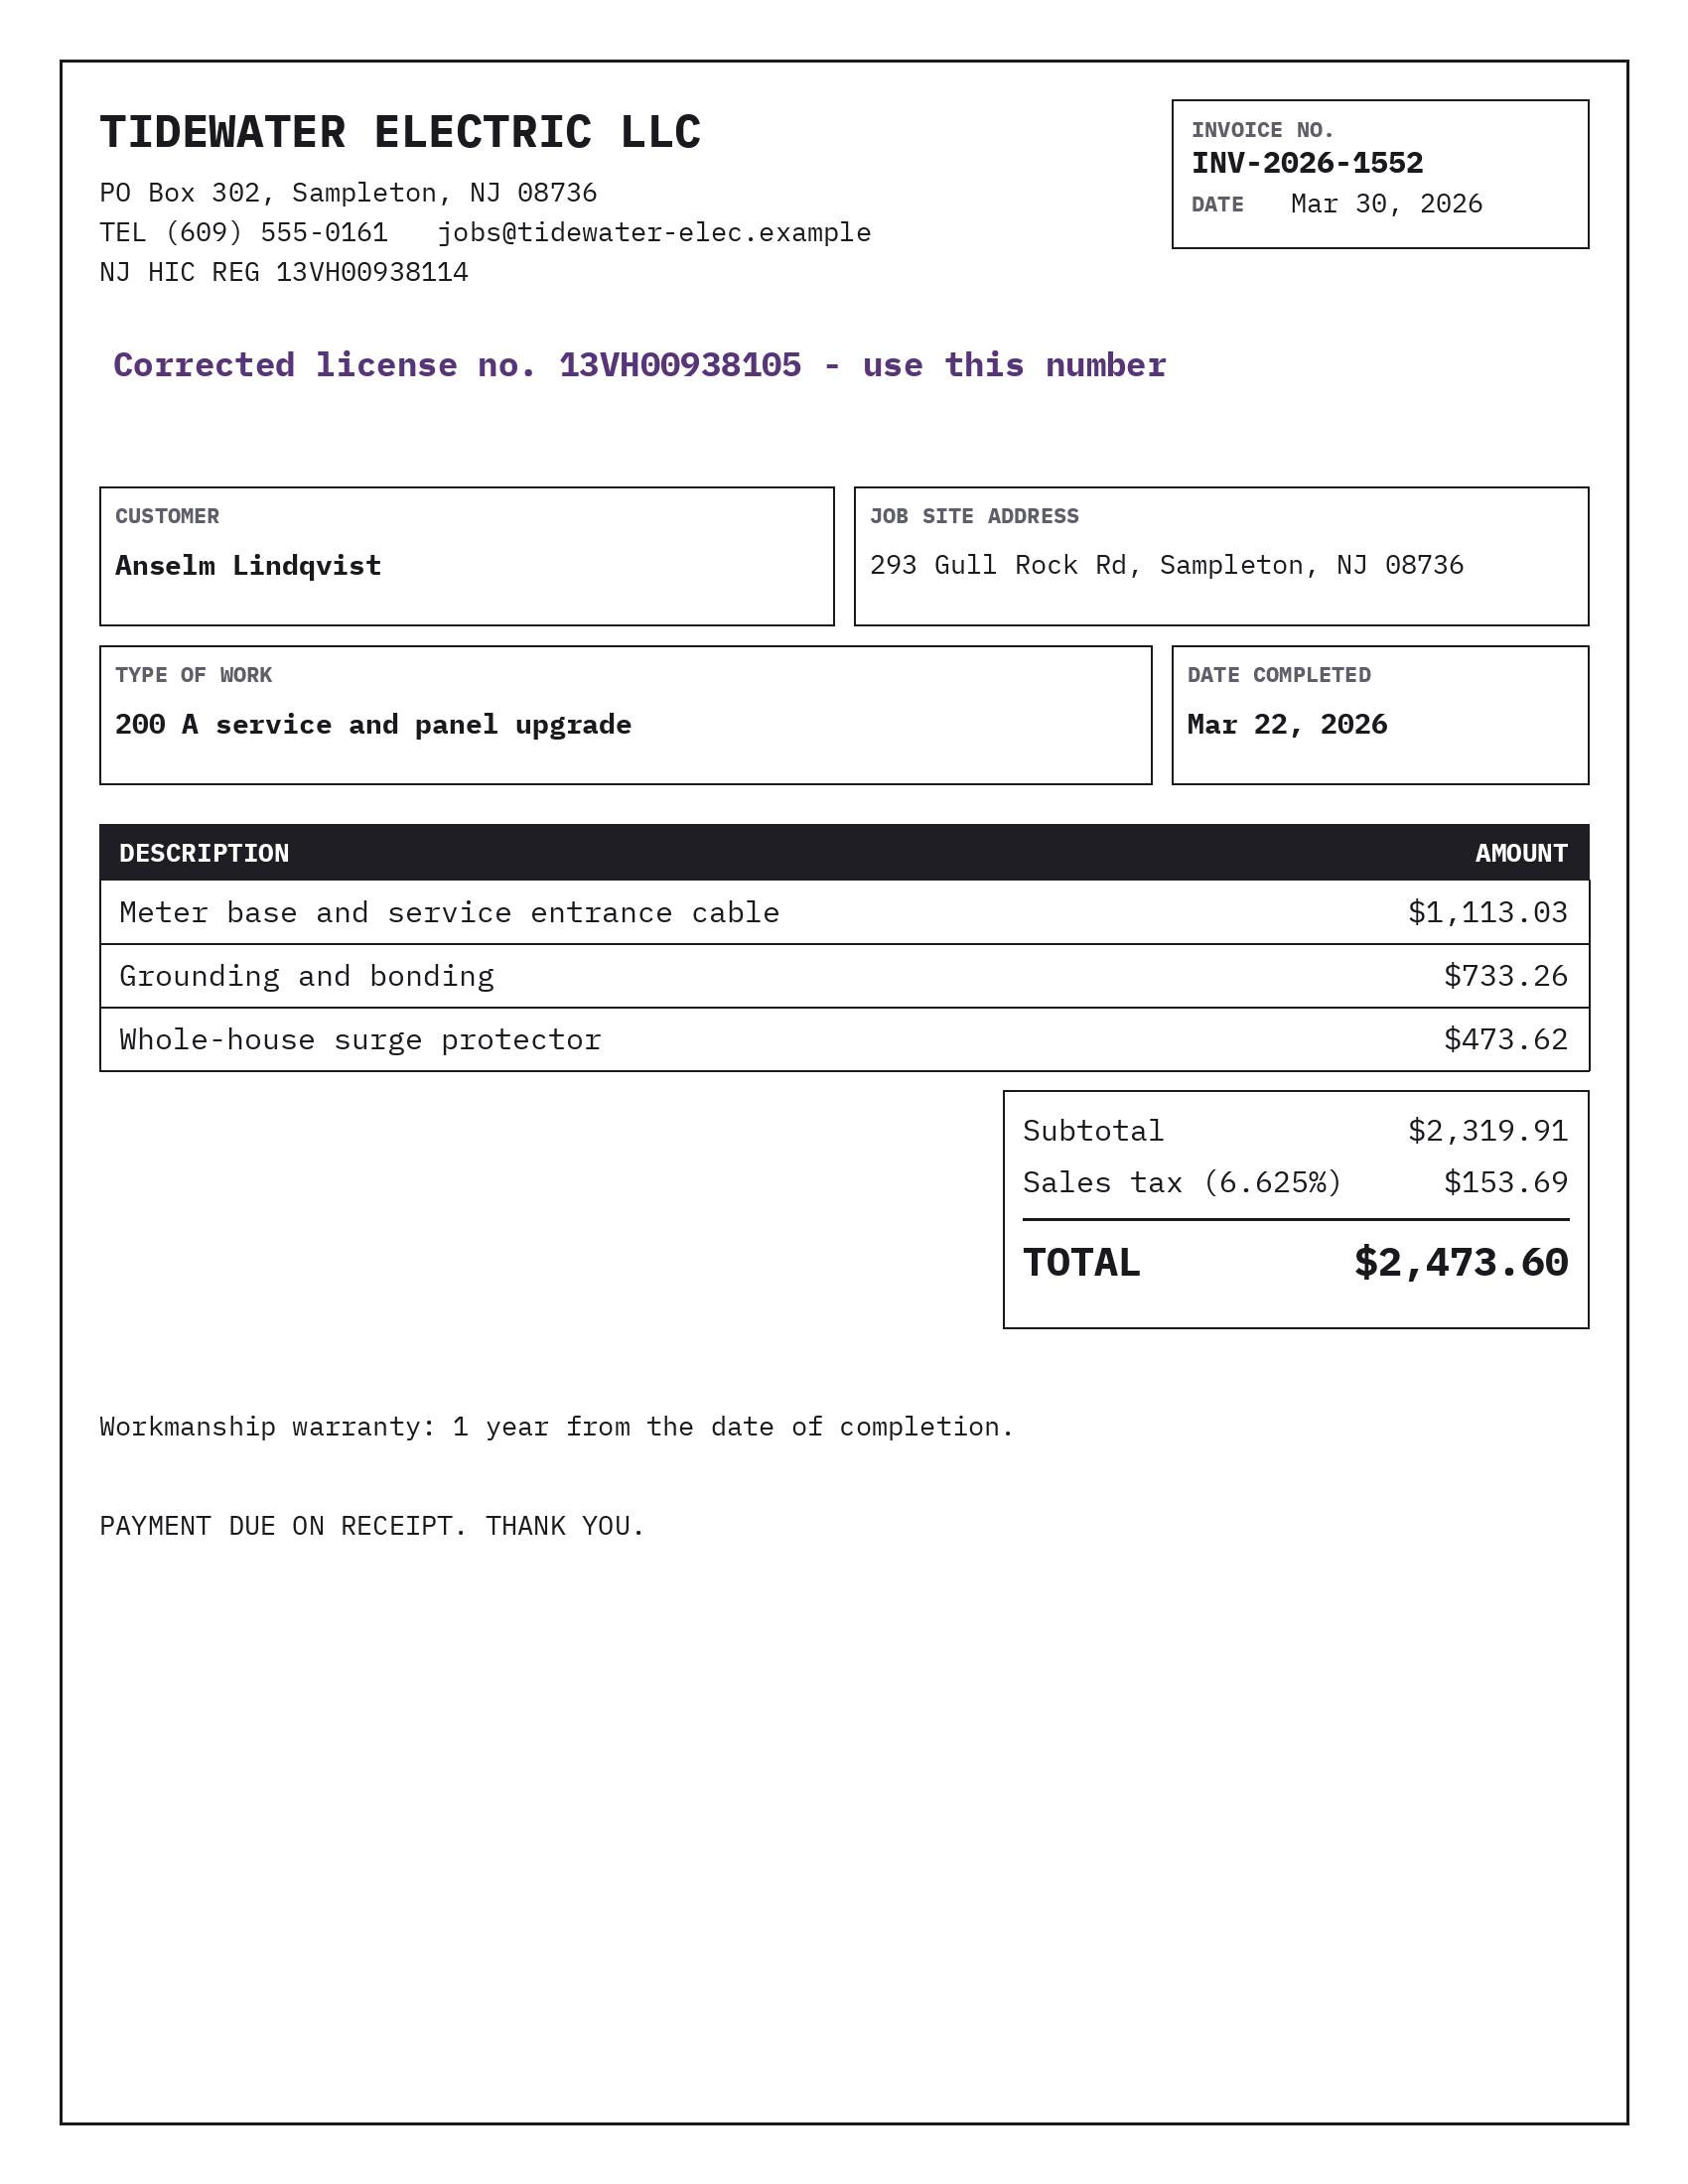 TIDEWATER ELECTRIC LLC
PO Box 302, Sampleton, NJ 08736
TEL (609) 555-0161 jobs@tidewater-elec.example
NJ HIC REG 13VH00938114
INVOICE NO.
INV-2026-1552
DATE Mar 30, 2026
Corrected license no. 13VH00938105 - use this number
CUSTOMER
Anselm Lindqvist
JOB SITE ADDRESS
293 Gull Rock Rd, Sampleton, NJ 08736
TYPE OF WORK
200 A service and panel upgrade
DATE COMPLETED
Mar 22, 2026
DESCRIPTION AMOUNT
Meter base and service entrance cable $1,113.03
Grounding and bonding $733.26
Whole-house surge protector $473.62
Subtotal $2,319.91
Sales tax (6.625%) $153.69
TOTAL $2,473.60
Workmanship warranty: 1 year from the date of completion.
PAYMENT DUE ON RECEIPT. THANK YOU.